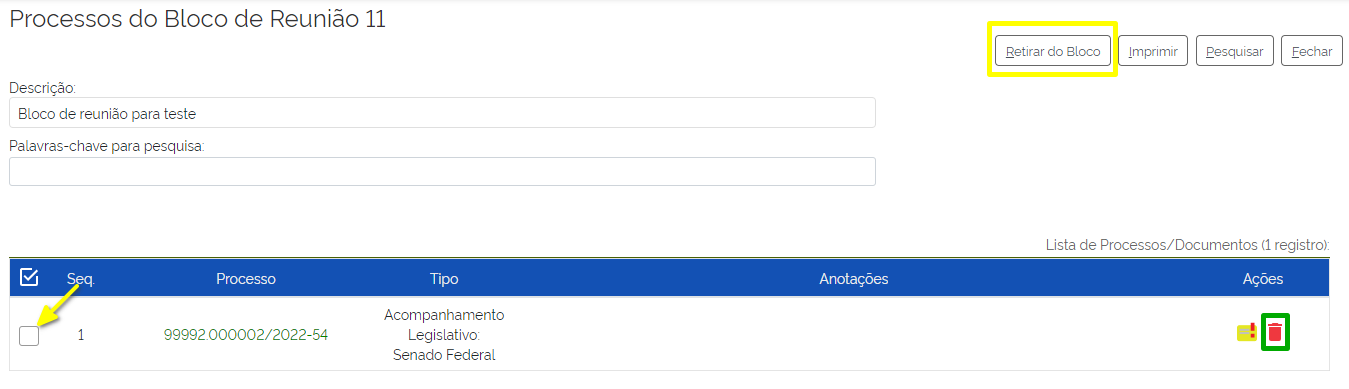 Processos do Bloco de Reunião 11
Retirar do Bloco Imprimir Pesquisar Fechar
Descrição:
Bloco de reunião para teste
Palavras-chave para pesquisa:
Lista de Processos/Documentos (1 registro):
Seq. Processo Tipo Anotações Ações
1 99992.000002/2022-54 Acompanhamento
Legislativo:
Senado Federal